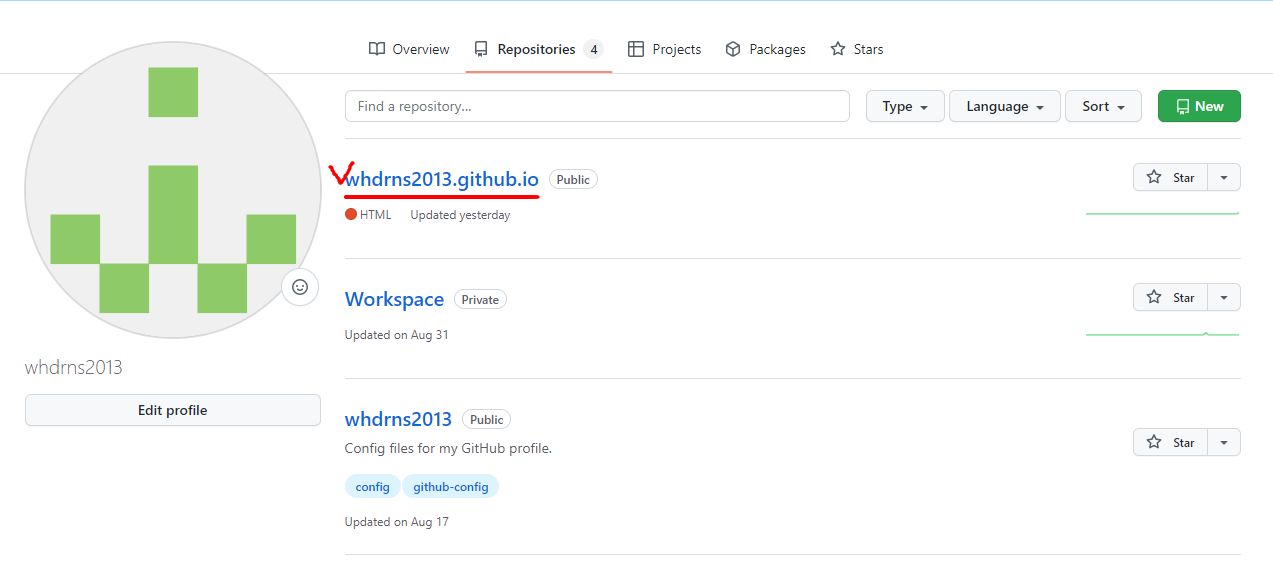 Overview Repositories 4 Projects Packages Stars
Find a repository... Type Language Sort New
whdrns2013.github.io Public Star
HTML Updated yesterday
Workspace Private Star
Updated on Aug 31
whdrns2013
Edit profile
whdrns2013 Public
Config files for my GitHub profile. Star
config github-config
Updated on Aug 17